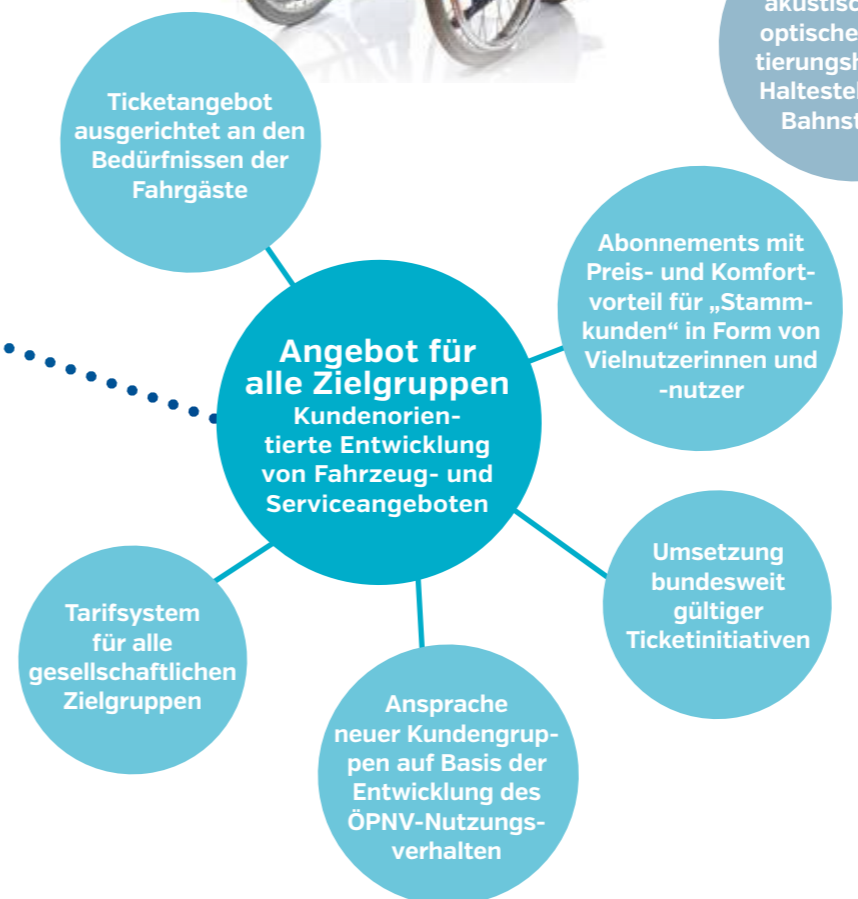 optische
Bahnst
Ticketangebot
ausgerichtet an den
Bedürfnissen der
Fahrgäste
Abonnements mit
Preis- und Komfort-
vorteil für „Stamm-
kunden“ in Form von
Vielnutzerinnen und
-nutzer
Angebot für
alle Zielgruppen
Kundenorien-
tierte Entwicklung
von Fahrzeug- und
Serviceangeboten
Umsetzung
bundesweit
gültiger
Ticketinitiativen
Tarifsystem
für alle
gesellschaftlichen
Zielgruppen
Ansprache
neuer Kundengrup-
pen auf Basis der
Entwicklung des
ÖPNV-Nutzungs-
verhalten